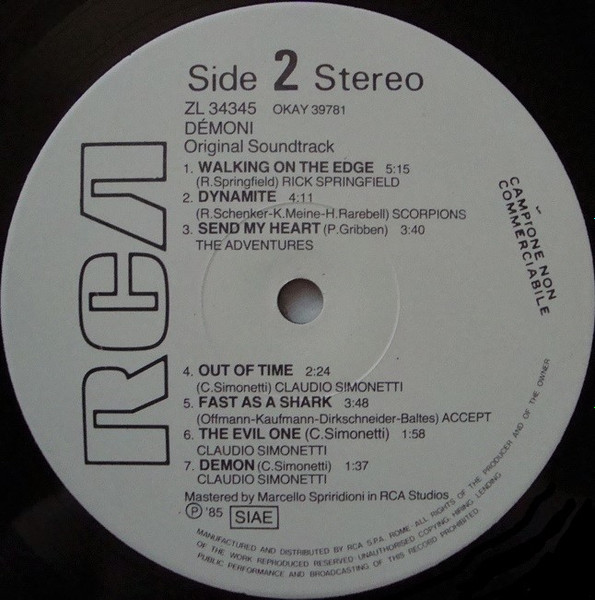 Side 2 Stereo
ZL 34345 OKAY 39781
DÉMONI
Original Soundtrack
1. WALKING ON THE EDGE 5:15
(R.Springfield) RICK SPRINGFIELD
2. DYNAMITE 4:11
(R.Schenker-K.Meine-H.Rarebell) SCORPIONS
3. SEND MY HEART (P.Gribben) 3:40
THE ADVENTURES
CAMPIONE NON
COMMERCIABILE
RCA
4. OUT OF TIME 2:24
(C.Simonetti) CLAUDIO SIMONETTI
5. FAST AS A SHARK 3:48
(Offmann-Kaufmann-Dirkschneider-Baltes) ACCEPT
6. THE EVIL ONE (C.Simonetti) 1:58
CLAUDIO SIMONETTI
7. DEMON (C.Simonetti) 1:37
CLAUDIO SIMONETTI
Mastered by Marcello Spriridioni in RCA Studios
Ⓟ '85 SIAE
MANUFACTURED AND DISTRIBUTED BY RCA S.P.A. ROME. ALL RIGHTS OF THE PRODUCER AND OF THE OWNER
OF THE WORK REPRODUCED RESERVED UNAUTHORISED COPYING, HIRING, LENDING
PUBLIC PERFORMANCE AND BROADCASTING OF THIS RECORD PROHIBITED